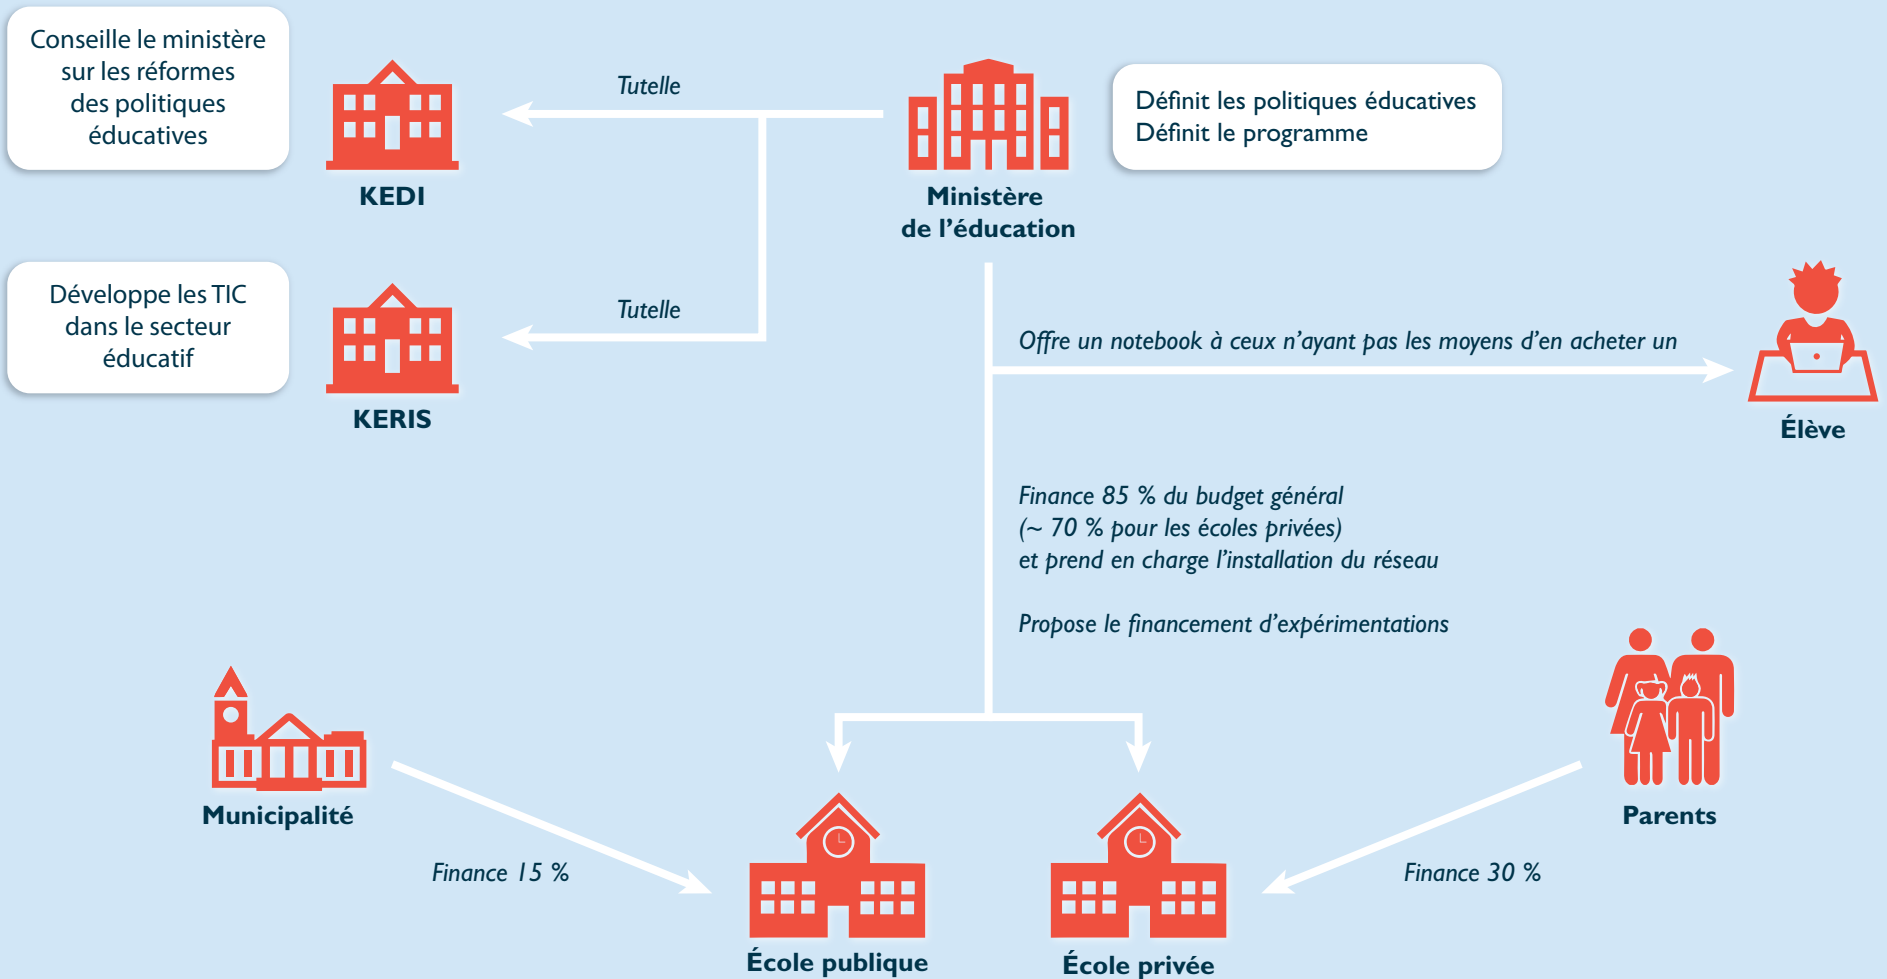 Conseille le ministère
sur les réformes
des politiques
éducatives
KEDI
Tutelle
Ministère
de l’éducation
Définit les politiques éducatives
Définit le programme
Développe les TIC
dans le secteur
éducatif
KERIS
Tutelle
Offre un notebook à ceux n’ayant pas les moyens d’en acheter un
Élève
Finance 85 % du budget général
(~ 70 % pour les écoles privées)
et prend en charge l’installation du réseau
Propose le financement d’expérimentations
Municipalité
Finance 15 %
Parents
Finance 30 %
École publique
École privée